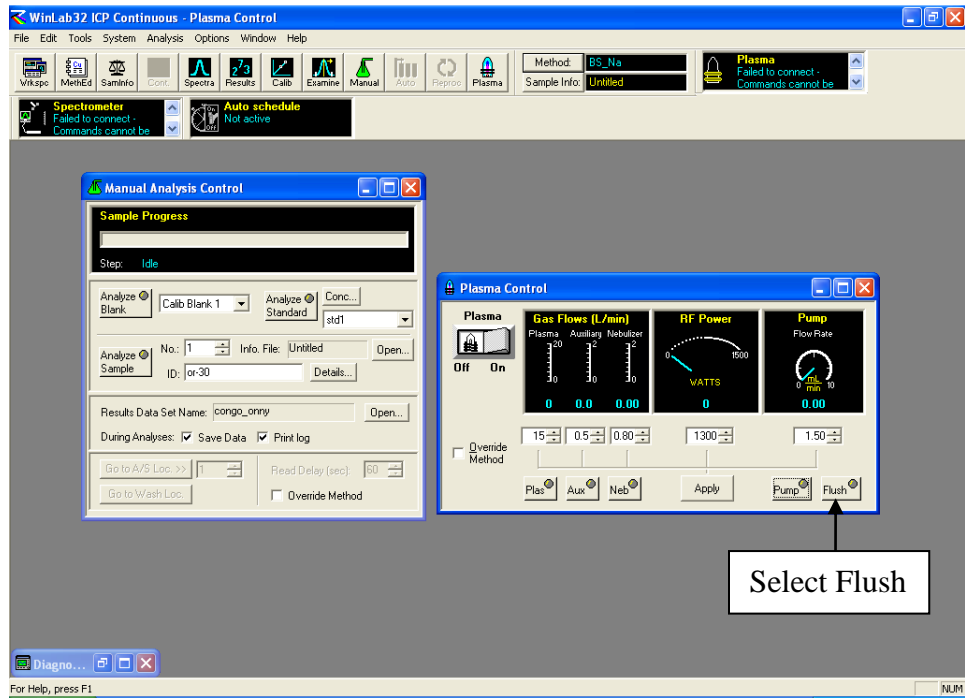 WinLab32 ICP Continuous - Plasma Control
File Edit Tools System Analysis Options Window Help
Wrkspc MethEd SamInfo Cont. Spectra Results Calib Examine Manual Auto Reproc Plasma
Method: BS_Na
Sample Info: Untitled
Plasma
Failed to connect -
Commands cannot be
Spectrometer
Failed to connect -
Commands cannot be
Auto schedule
Not active
Manual Analysis Control
Sample Progress
Step: Idle
Analyze
Blank
Calib Blank 1
Analyze
Standard
Conc...
std1
Analyze
Sample
No.: 1
Info. File: Untitled
Open...
ID: or-30
Details...
Results Data Set Name: congo_onny
Open...
During Analyses: Save Data Print log
Go to A/S Loc. >> 1
Read Delay (sec): 60
Go to Wash Loc.
Override Method
Plasma Control
Plasma
Off On
Gas Flows (L/min)
Plasma Auxiliary Nebulizer
20 2 2
0 0 0
0 0.0 0.00
RF Power
0 1500
WATTS
0
Pump
Flow Rate
0 mL min 10
0.00
Override
Method
15 0.5 0.80 1300 1.50
Plas Aux Neb Apply Pump Flush
Select Flush
Diagno...
For Help, press F1
NUM